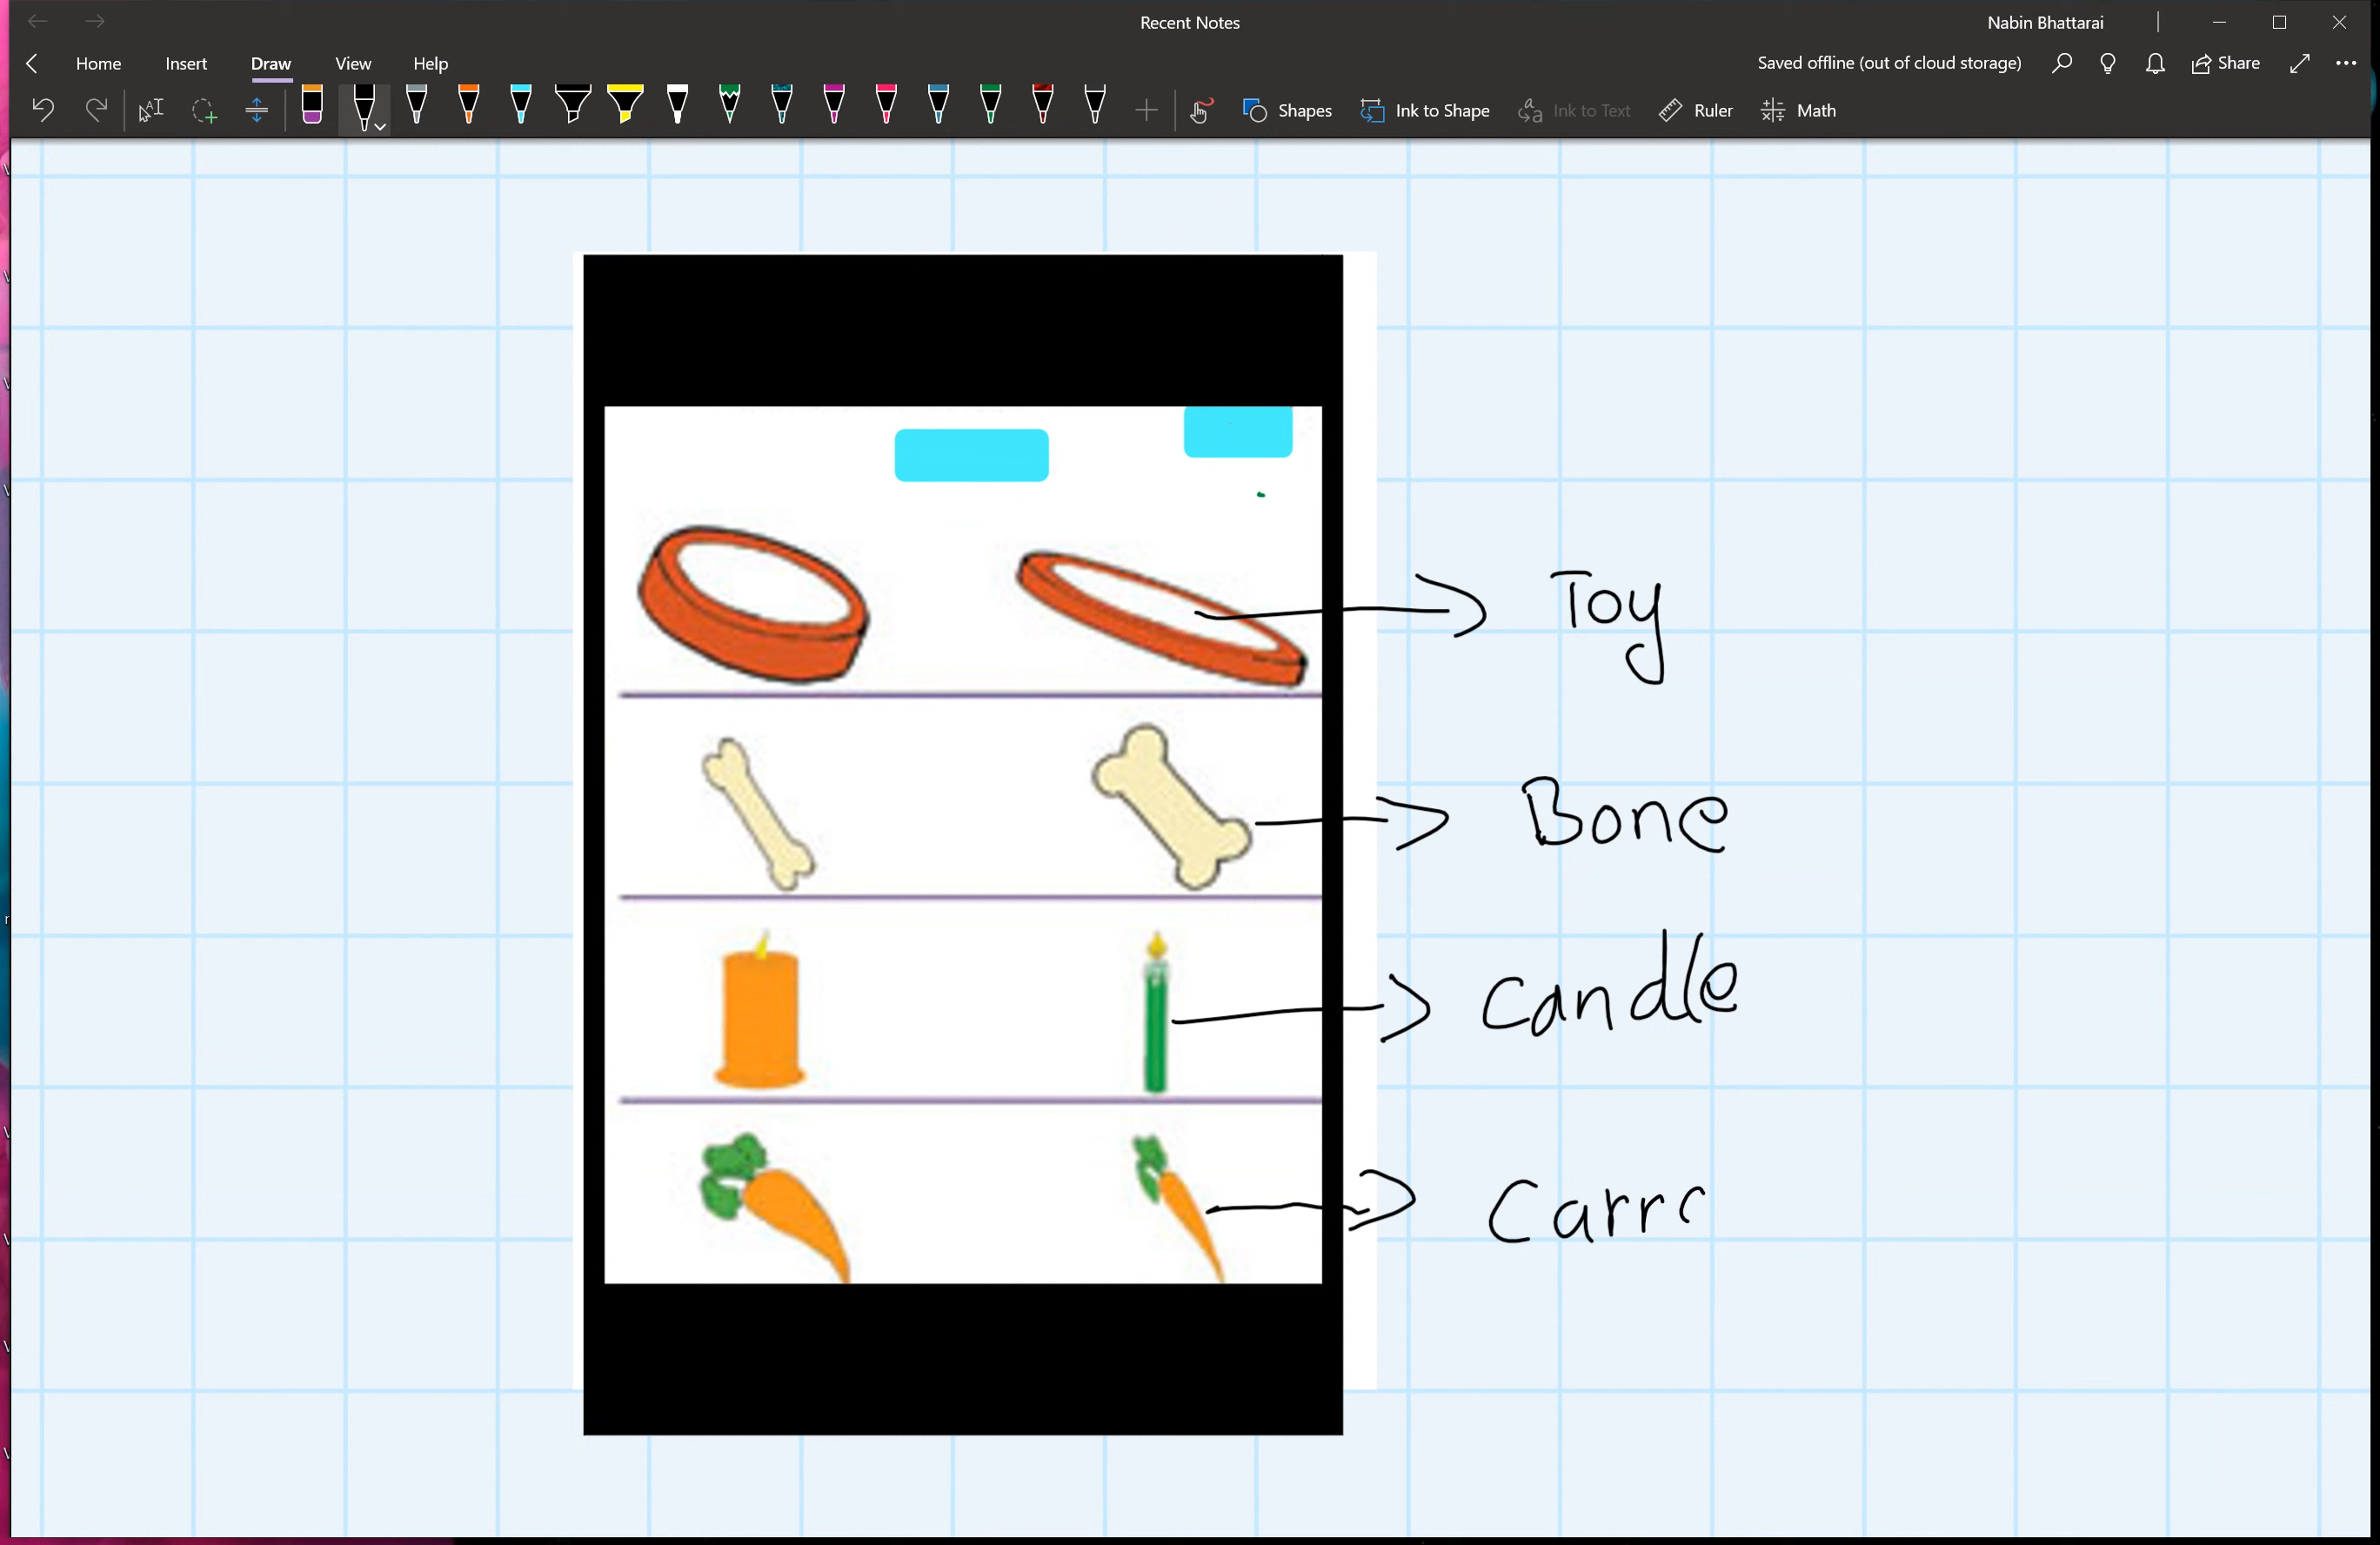 Recent Notes
Nabin Bhattarai
Home Insert Draw View Help
Saved offline (out of cloud storage)
Share
Shapes
Ink to Shape
Ink to Text
Ruler
Math
Toy
Bone
Candle
Carro